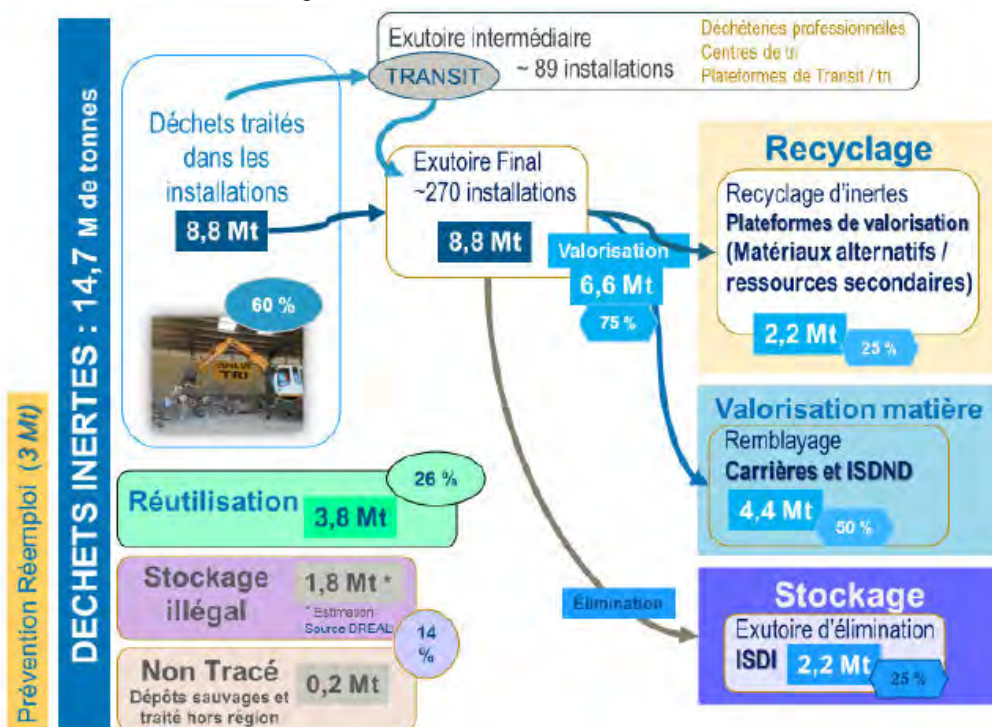 Prévention Réemploi (3 Mt)
DECHETS INERTES : 14,7 M de tonnes
Exutoire intermédiaire
~ 89 installations
TRANSIT
Déchèteries professionnelles
Centres de tri
Plateformes de Transit / tri
Déchets traités
dans les
installations
8,8 Mt
60 %
TRI
Exutoire Final
~270 installations
8,8 Mt
Valorisation
6,6 Mt
75 %
Recyclage
Recyclage d'inertes
Plateformes de valorisation
(Matériaux alternatifs /
ressources secondaires)
2,2 Mt
25 %
Valorisation matière
Remblayage
Carrières et ISDND
4,4 Mt
50 %
Réutilisation
3,8 Mt
26 %
Stockage
illégal
1,8 Mt *
* Estimation
Source DREAL
14
%
Non Tracé
Dépôts sauvages et
traité hors région
0,2 Mt
Élimination
Stockage
Exutoire d'élimination
ISDI
2,2 Mt
25 %